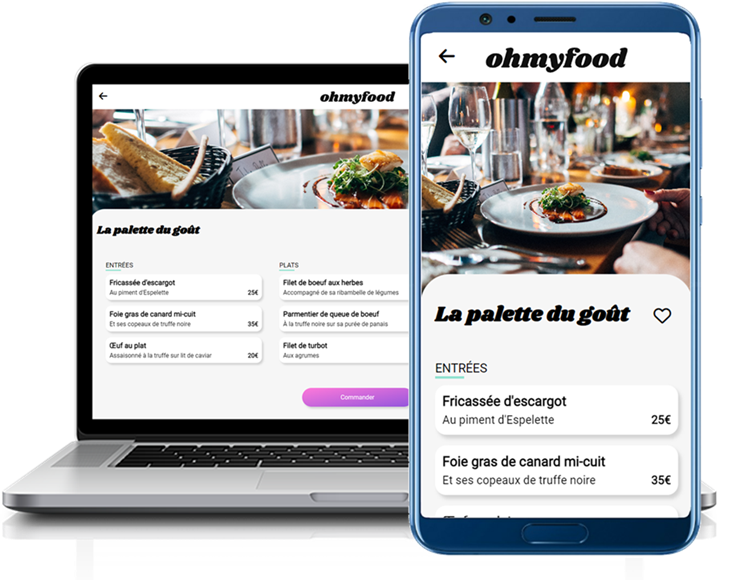 ohmyfood
La palette du goût
ENTRÉES
Fricassée d'escargot
Au piment d'Espelette 25€
Foie gras de canard mi-cuit
Et ses copeaux de truffe noire 35€
Œuf au plat
Assaisonné à la truffe sur lit de caviar 20€
PLATS
Filet de boeuf aux herbes
Accompagné de sa ribambelle de légumes
Parmentier de queue de boeuf
À la truffe noire sur sa purée de panais
Filet de turbot
Aux agrumes
Commander
ohmyfood
La palette du goût
ENTRÉES
Fricassée d'escargot
Au piment d'Espelette 25€
Foie gras de canard mi-cuit
Et ses copeaux de truffe noire 35€